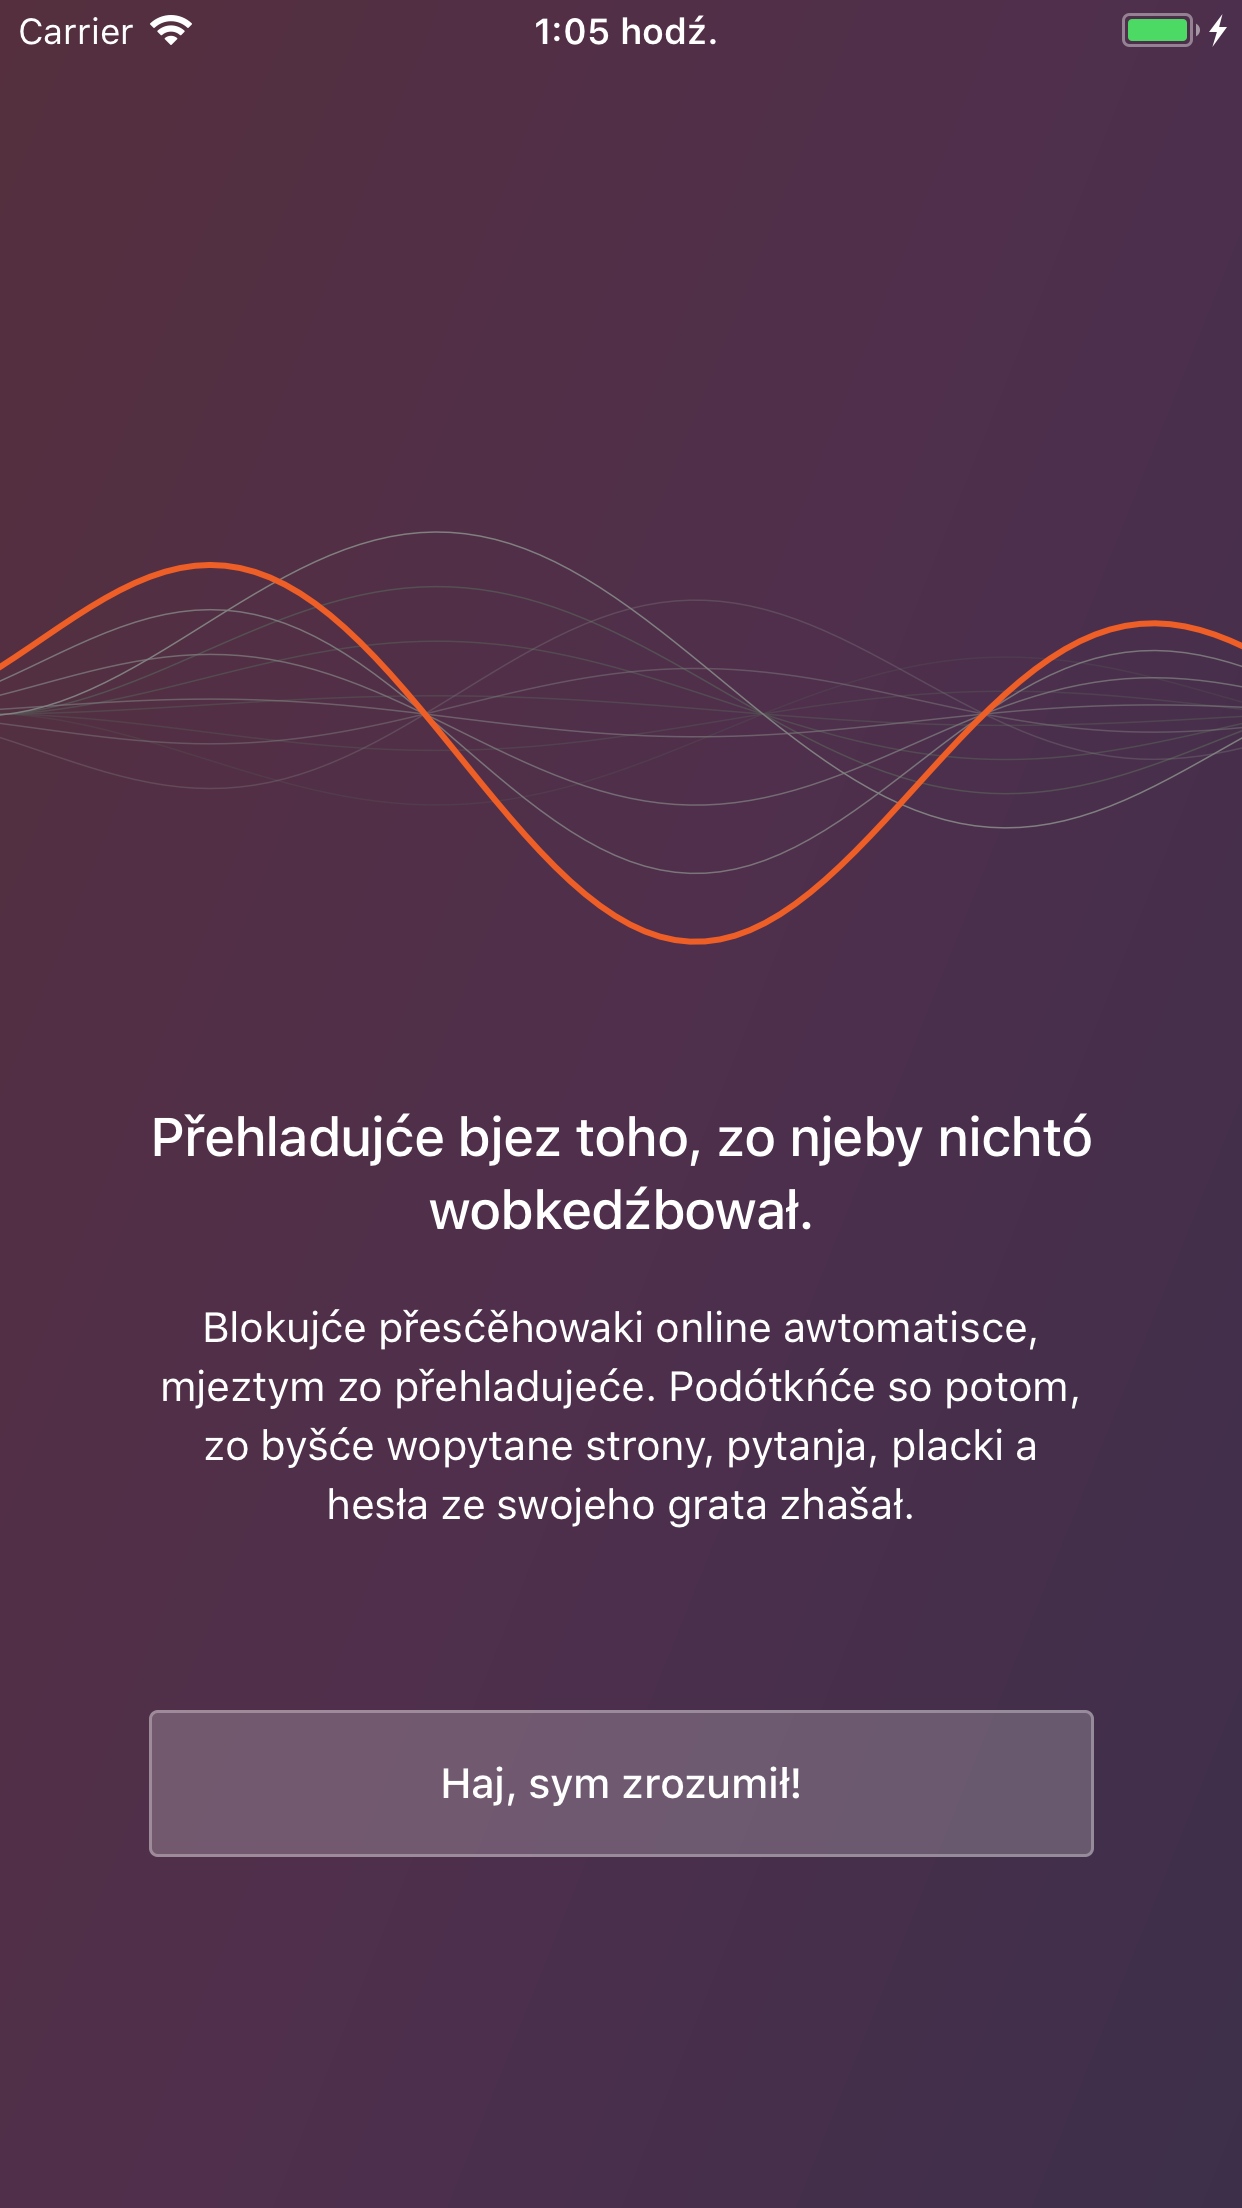 Carrier
1:05 hodź.
Přehladujće bjez toho, zo njeby nichtó
wobkedźbował.
Blokujće přesćěhowaki online awtomatisce,
mjeztym zo přehladujeće. Podótkńće so potom,
zo byšće wopytane strony, pytanja, placki a
hesła ze swojeho grata zhašał.
Haj, sym zrozumił!